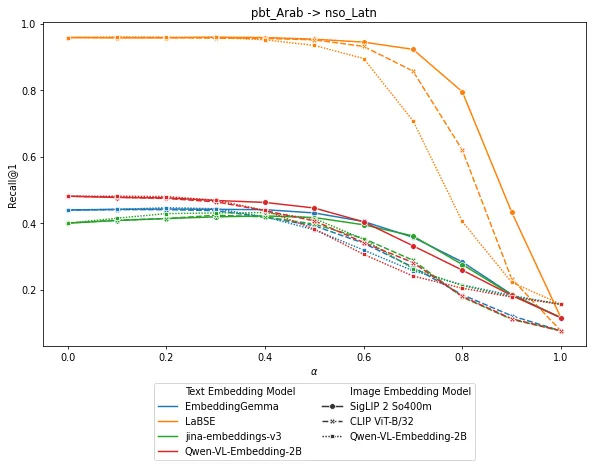 pbt_Arab -> nso_Latn
Recall@1
1.0
0.8
0.6
0.4
0.2
0.0 0.2 0.4 0.6 0.8 1.0
α
Text Embedding Model Image Embedding Model
EmbeddingGemma SigLIP 2 So400m
LaBSE CLIP ViT-B/32
jina-embeddings-v3 Qwen-VL-Embedding-2B
Qwen-VL-Embedding-2B